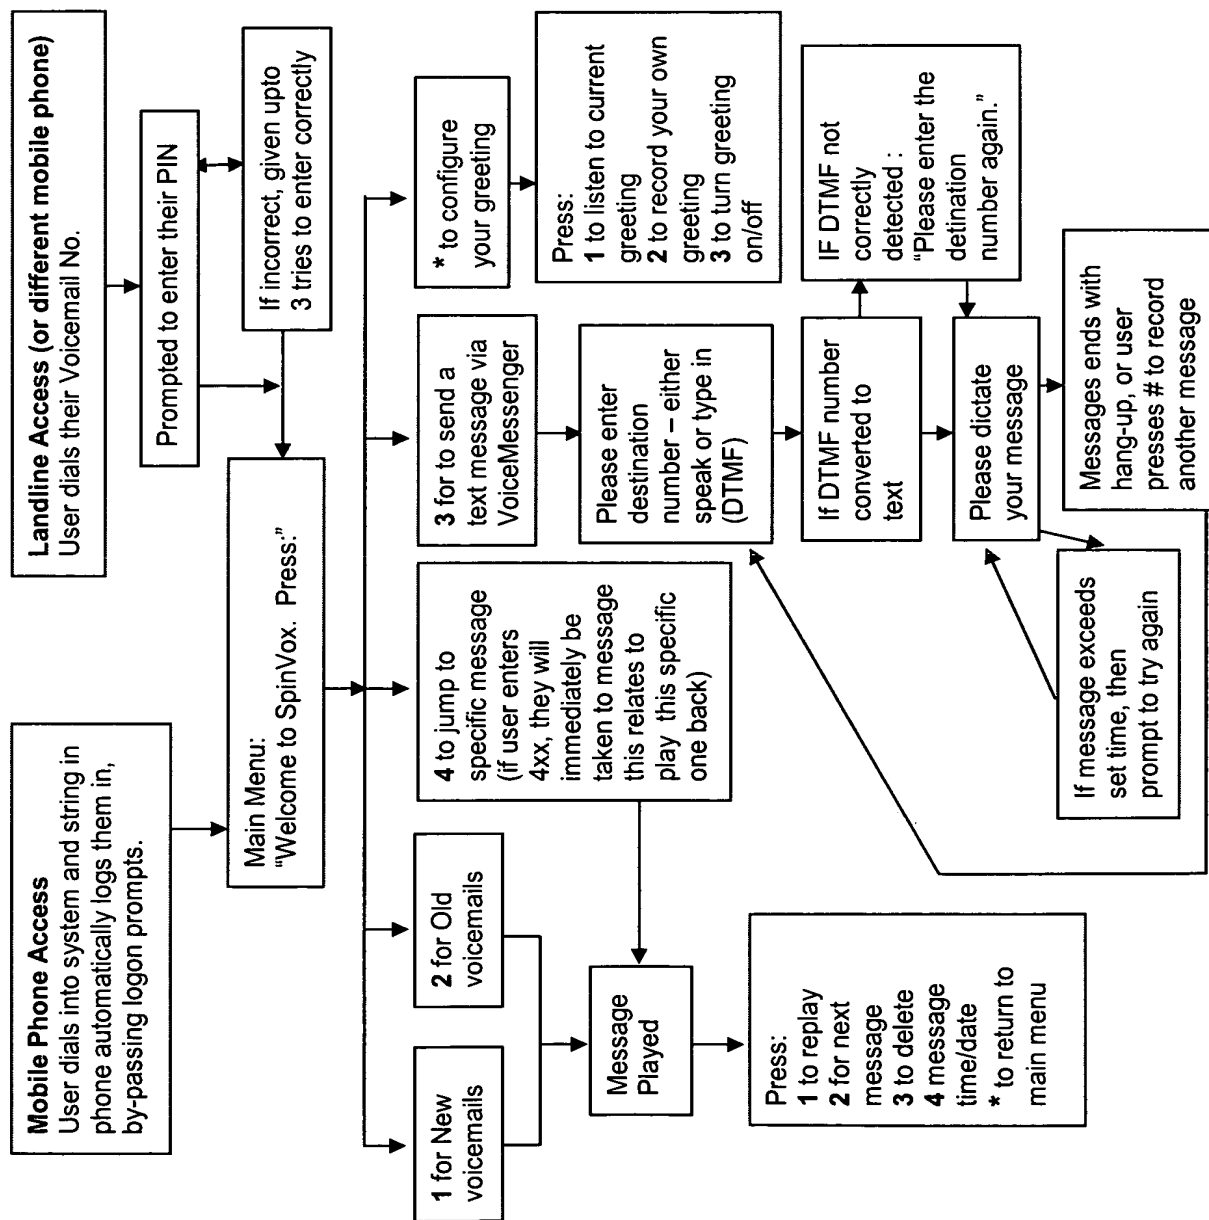 Mobile Phone Access
User dials into system and string in
phone automatically logs them in,
by-passing logon prompts.
Landline Access (or different mobile phone)
User dials their Voicemail No.
Prompted to enter their PIN
If incorrect, given upto
3 tries to enter correctly
Main Menu:
“Welcome to SpinVox. Press:”
1 for New
voicemails
2 for Old
voicemails
4 to jump to
specific message
(if user enters
4xx, they will
immediately be
taken to message
this relates to
play this specific
one back)
3 for to send a
text message via
VoiceMessenger
* to configure
your greeting
Message
Played
Please enter
destination
number – either
speak or type in
(DTMF)
Press:
1 to listen to current
greeting
2 to record your own
greeting
3 to turn greeting
on/off
Press:
1 to replay
2 for next
message
3 to delete
4 message
time/date
* to return to
main menu
If DTMF number
converted to
text
IF DTMF not
correctly
detected :
“Please enter the
detination
number again.”
Please dictate
your message
If message exceeds
set time, then
prompt to try again
Messages ends with
hang-up, or user
presses # to record
another message